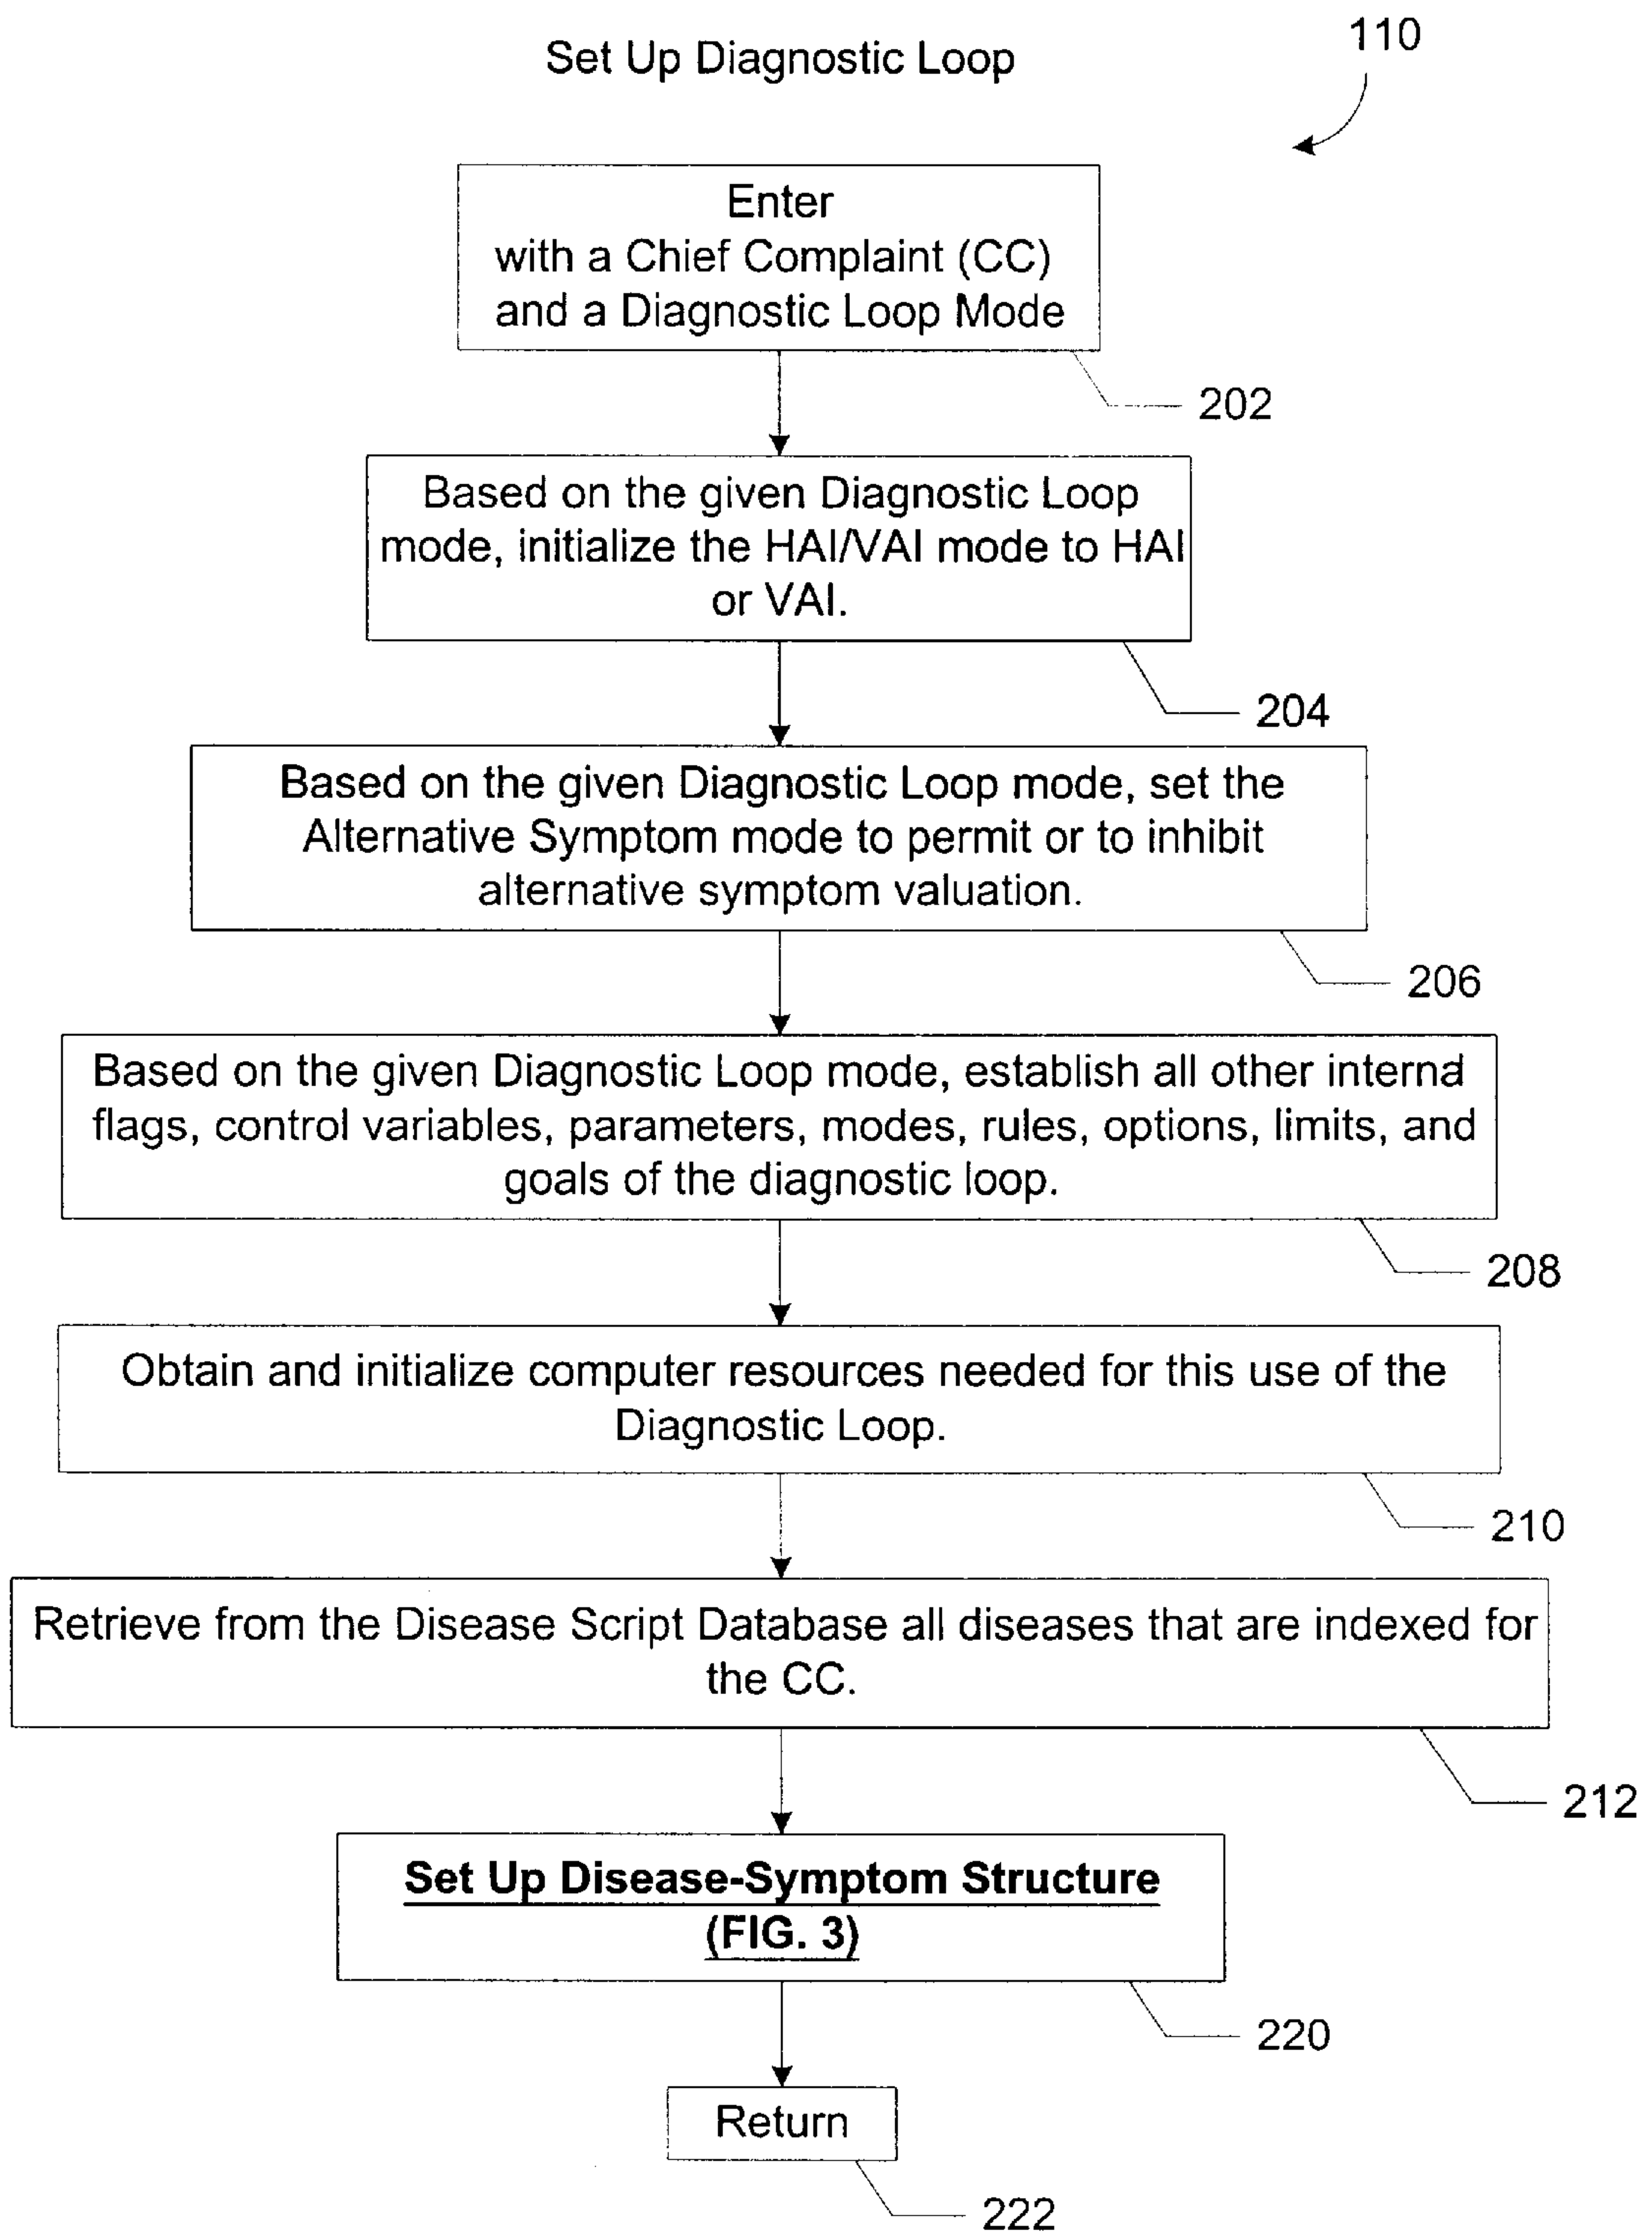 110
Set Up Diagnostic Loop
Enter
with a Chief Complaint (CC)
and a Diagnostic Loop Mode
202
Based on the given Diagnostic Loop
mode, initialize the HAI/VAI mode to HAI
or VAI.
204
Based on the given Diagnostic Loop mode, set the
Alternative Symptom mode to permit or to inhibit
alternative symptom valuation.
206
Based on the given Diagnostic Loop mode, establish all other interna
flags, control variables, parameters, modes, rules, options, limits, and
goals of the diagnostic loop.
208
Obtain and initialize computer resources needed for this use of the
Diagnostic Loop.
210
Retrieve from the Disease Script Database all diseases that are indexed for
the CC.
212
Set Up Disease-Symptom Structure
(FIG. 3)
220
Return
222